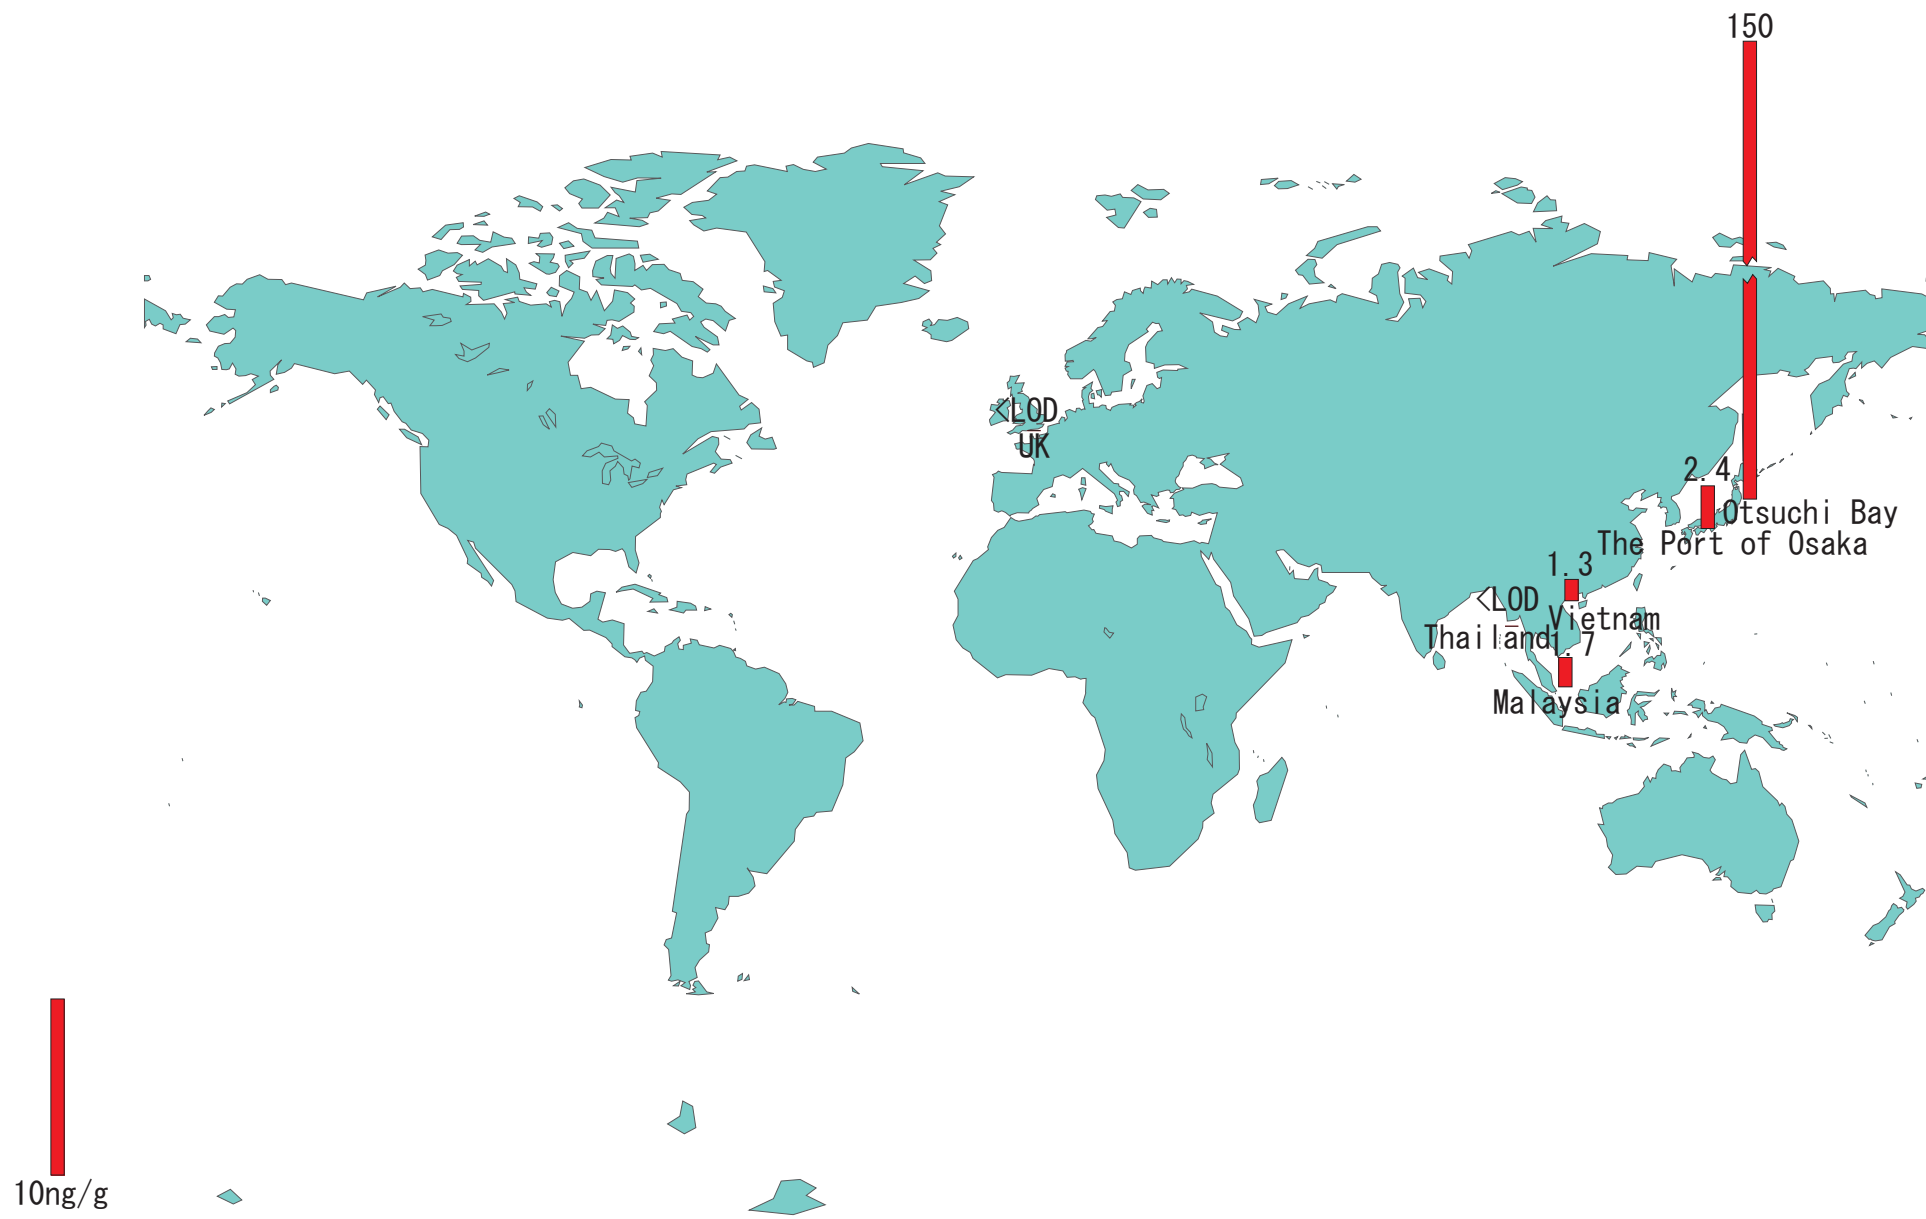 150
<LOD
UK
2.4
Otsuchi Bay
The Port of Osaka
1.3
<LOD
Vietnam
Thailand
1.7
Malaysia
10ng/g